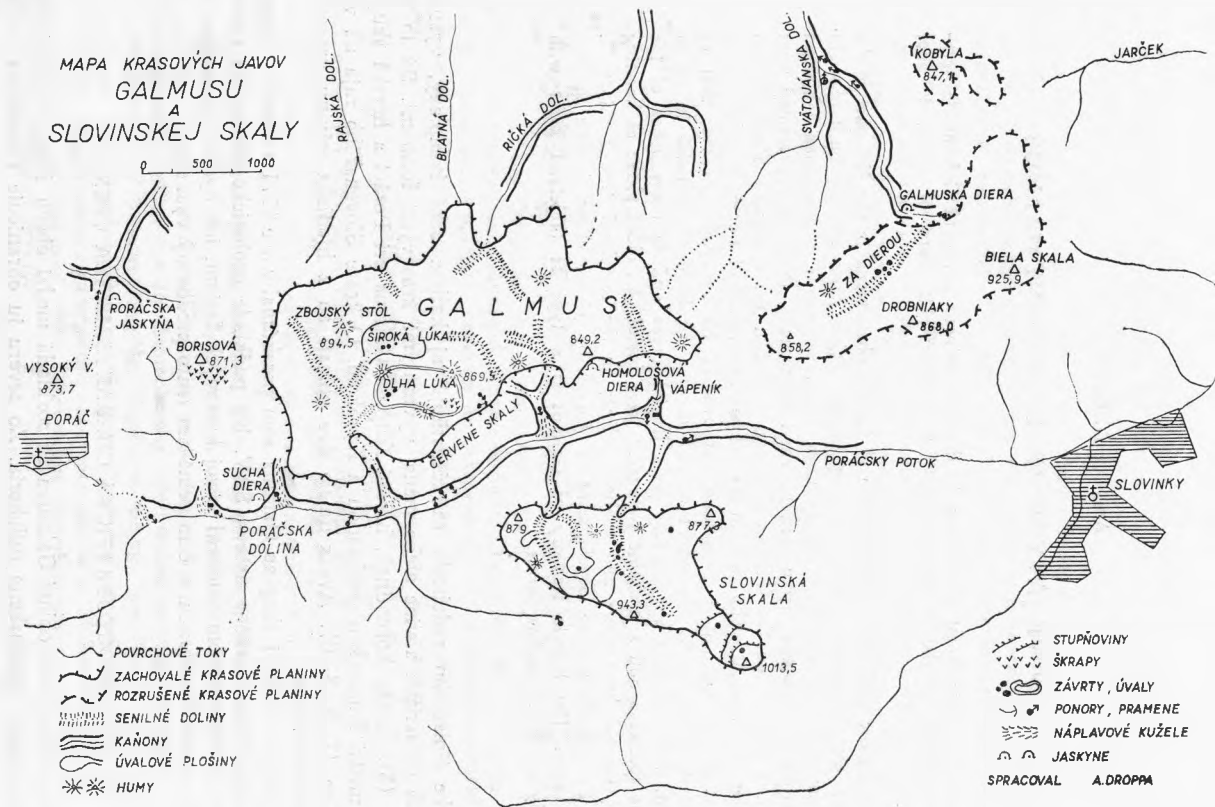 MAPA KRASOVÝCH JAVOV
GALMUSU
A
SLOVINSKEJ SKALY
0 500 1000
RAJSKÁ DOL.
BLATNÁ DOL.
RIČKÁ DOL.
SVÄTOJÁNSKA DOL.
KOBYLA
847,1
JARČEK
GALMUSKÁ DIERA
ZA DIEROU
BIELA SKALA
925,9
DROBNIAKY
868,0
858,2
RORÁČSKA
JASKYŇA
BORISOVÁ
871,3
VYSOKÝ V.
873,7
PORÁČ
GALMUS
ZBOJSKÝ STÔL
894,5
ŠIROKÁ LÚKA
DLHÁ LÚKA
869,5
849,2
HOMOLOSOVÁ
DIERA
VÁPENÍK
ČERVENÉ SKALY
SUCHÁ
DIERA
PORÁČSKA
DOLINA
PORÁČSKY POTOK
SLOVINKY
879
877,3
943,3
SLOVINSKÁ
SKALA
1013,5
POVRCHOVÉ TOKY
ZACHOVALÉ KRASOVÉ PLANINY
ROZRUŠENÉ KRASOVÉ PLANINY
SENILNÉ DOLINY
KAŇONY
ÚVALOVÉ PLOŠINY
HUMY
STUPŇOVINY
ŠKRAPY
ZÁVRTY, ÚVALY
PONORY, PRAMENE
NÁPLAVOVÉ KUŽELE
JASKYNE
SPRACOVAL A.DROPPA